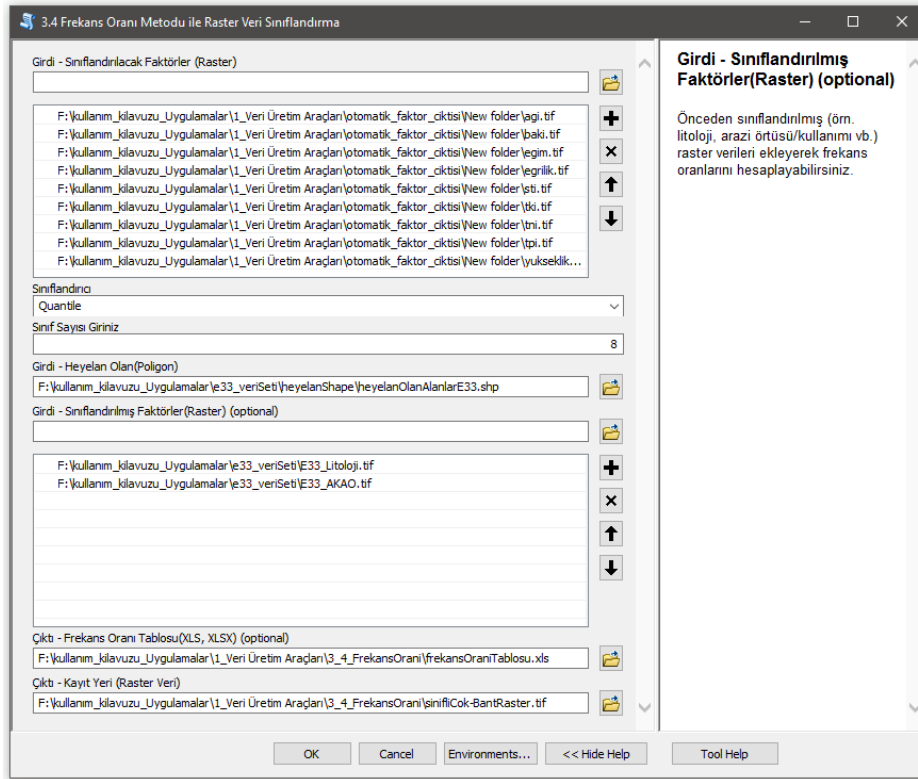 3.4 Frekans Oranı Metodu ile Raster Veri Sınıflandırma
Girdi - Sınıflandırılacak Faktörler (Raster)
F:\kullanım_kilavuzu_Uygulamalar\1_Veri Üretim Araçları\otomatik_faktor_ciktisi\New folder\agi.tif
F:\kullanım_kilavuzu_Uygulamalar\1_Veri Üretim Araçları\otomatik_faktor_ciktisi\New folder\baki.tif
F:\kullanım_kilavuzu_Uygulamalar\1_Veri Üretim Araçları\otomatik_faktor_ciktisi\New folder\egim.tif
F:\kullanım_kilavuzu_Uygulamalar\1_Veri Üretim Araçları\otomatik_faktor_ciktisi\New folder\egrilik.tif
F:\kullanım_kilavuzu_Uygulamalar\1_Veri Üretim Araçları\otomatik_faktor_ciktisi\New folder\sti.tif
F:\kullanım_kilavuzu_Uygulamalar\1_Veri Üretim Araçları\otomatik_faktor_ciktisi\New folder\tki.tif
F:\kullanım_kilavuzu_Uygulamalar\1_Veri Üretim Araçları\otomatik_faktor_ciktisi\New folder\tni.tif
F:\kullanım_kilavuzu_Uygulamalar\1_Veri Üretim Araçları\otomatik_faktor_ciktisi\New folder\tpi.tif
F:\kullanım_kilavuzu_Uygulamalar\1_Veri Üretim Araçları\otomatik_faktor_ciktisi\New folder\yukseklik...
Sınıflandırıcı
Quantile
Sınıf Sayısı Giriniz
8
Girdi - Heyelan Olan(Poligon)
F:\kullanım_kilavuzu_Uygulamalar\e33_veriSeti\heyelanShape\heyelanOlanAlanlarE33.shp
Girdi - Sınıflandırılmış Faktörler(Raster) (optional)
F:\kullanım_kilavuzu_Uygulamalar\e33_veriSeti\E33_Litoloji.tif
F:\kullanım_kilavuzu_Uygulamalar\e33_veriSeti\E33_AKAO.tif
Çıktı - Frekans Oranı Tablosu(XLS, XLSX) (optional)
F:\kullanım_kilavuzu_Uygulamalar\1_Veri Üretim Araçları\3_4_FrekansOrani\frekansOraniTablosu.xls
Çıktı - Kayıt Yeri (Raster Veri)
F:\kullanım_kilavuzu_Uygulamalar\1_Veri Üretim Araçları\3_4_FrekansOrani\sinifliCok-BantRaster.tif
OK
Cancel
Environments...
<< Hide Help
Tool Help
Girdi - Sınıflandırılmış
Faktörler(Raster) (optional)
Önceden sınıflandırılmış (örn.
litoloji, arazi örtüsü/kullanımı vb.)
raster verileri ekleyerek frekans
oranlarını hesaplayabilirsiniz.